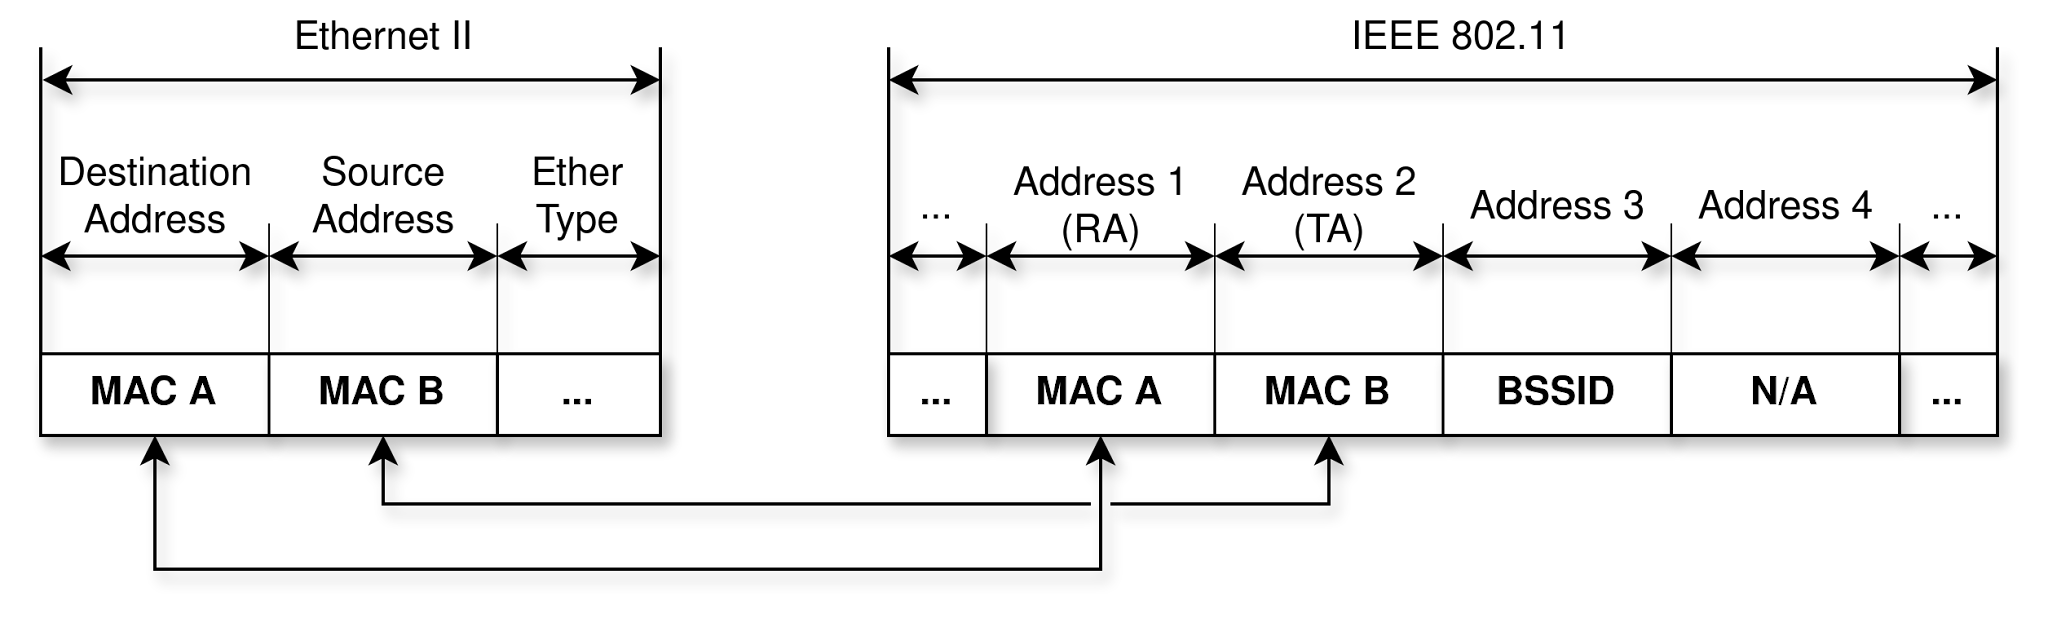 Ethernet II
IEEE 802.11
Destination
Address
Source
Address
Ether
Type
...
Address 1
(RA)
Address 2
(TA)
Address 3
Address 4
...
MAC A
MAC B
...
...
MAC A
MAC B
BSSID
N/A
...